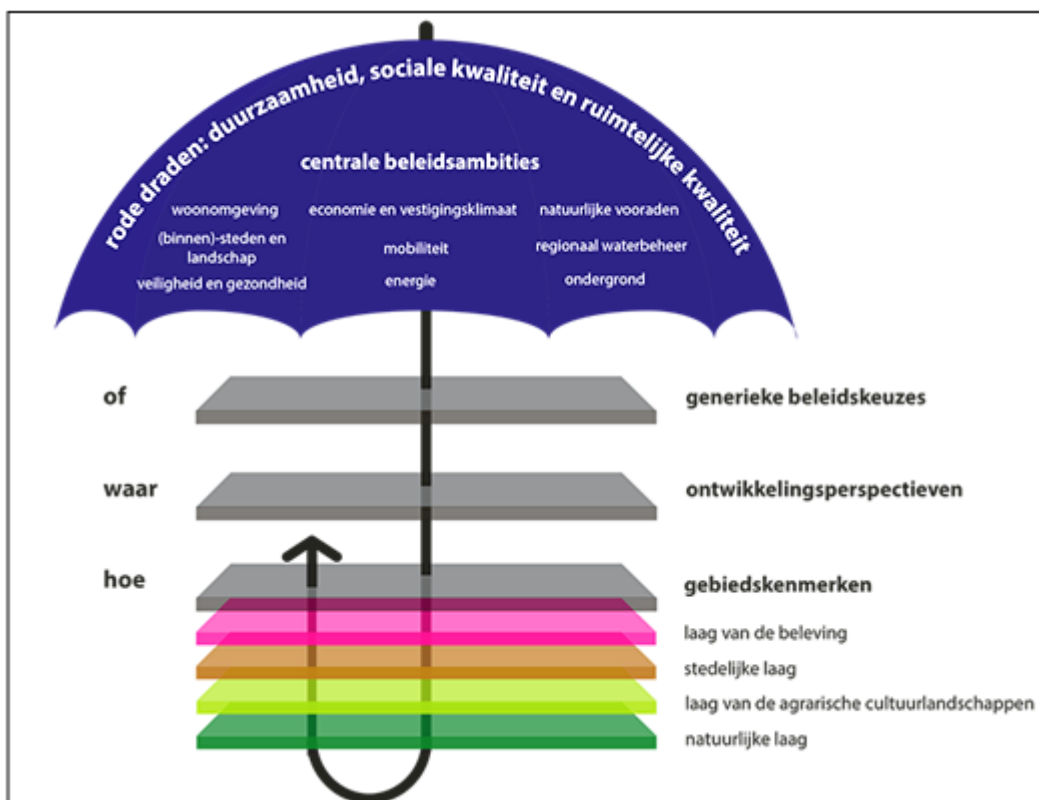 rode draden: duurzaamheid, sociale kwaliteit en ruimtelijke kwaliteit
centrale beleidsambities
woonomgeving economie en vestigingsklimaat natuurlijke vooraden
(binnen)-steden en
landschap mobiliteit regionaal waterbeheer
veiligheid en gezondheid energie ondergrond
of generieke beleidskeuzes
waar ontwikkelingsperspectieven
hoe gebiedskenmerken
laag van de beleving
stedelijke laag
laag van de agrarische cultuurlandschappen
natuurlijke laag